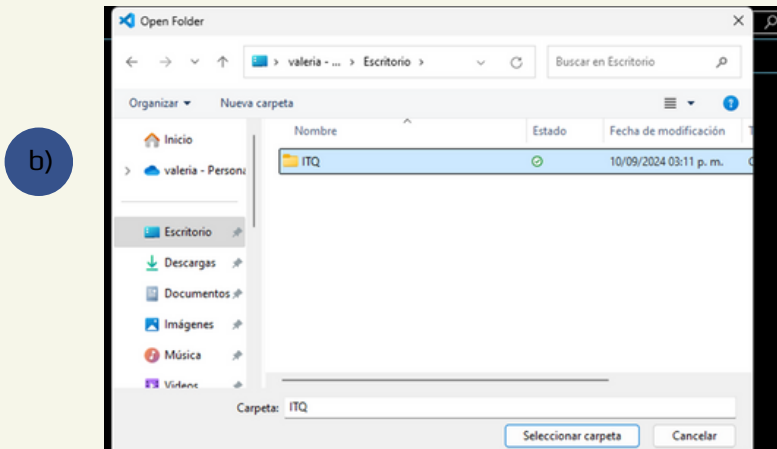 Open Folder
b)
valeria - ... > Escritorio >
Buscar en Escritorio
Organizar
Nueva carpeta
Inicio
valeria - Persona
Escritorio
Descargas
Documentos
Imágenes
Música
Videos
Nombre
Estado
Fecha de modificación
ITQ
10/09/2024 03:11 p. m.
Carpeta: ITQ
Seleccionar carpeta
Cancelar